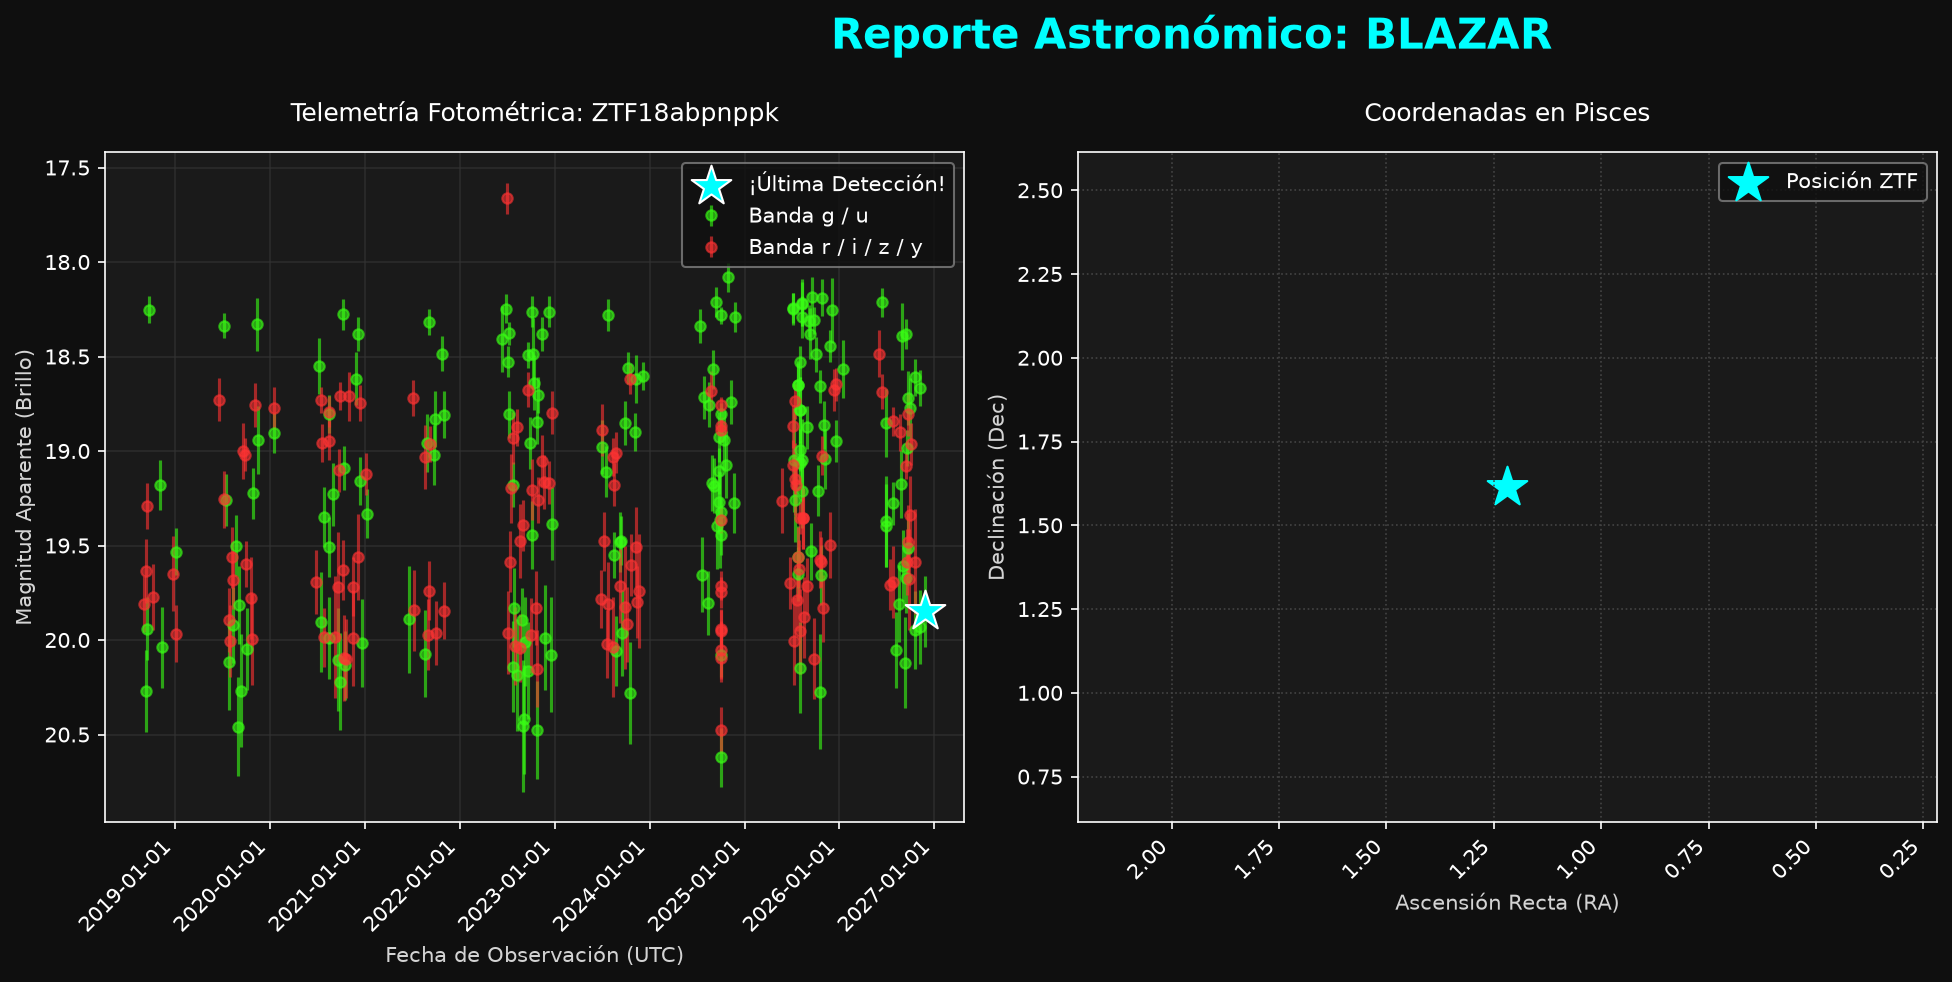 Reporte Astronómico: BLAZAR
Telemetría Fotométrica: ZTF18abpnppk
Magnitud Aparente (Brillo)
17.5
18.0
18.5
19.0
19.5
20.0
20.5
¡Última Detección!
Banda g / u
Banda r / i / z / y
2019-01-01
2020-01-01
2021-01-01
2022-01-01
2023-01-01
2024-01-01
2025-01-01
2026-01-01
2027-01-01
Fecha de Observación (UTC)
Coordenadas en Pisces
Declinación (Dec)
2.50
2.25
2.00
1.75
1.50
1.25
1.00
0.75
Posición ZTF
2.00
1.75
1.50
1.25
1.00
0.75
0.50
0.25
Ascensión Recta (RA)